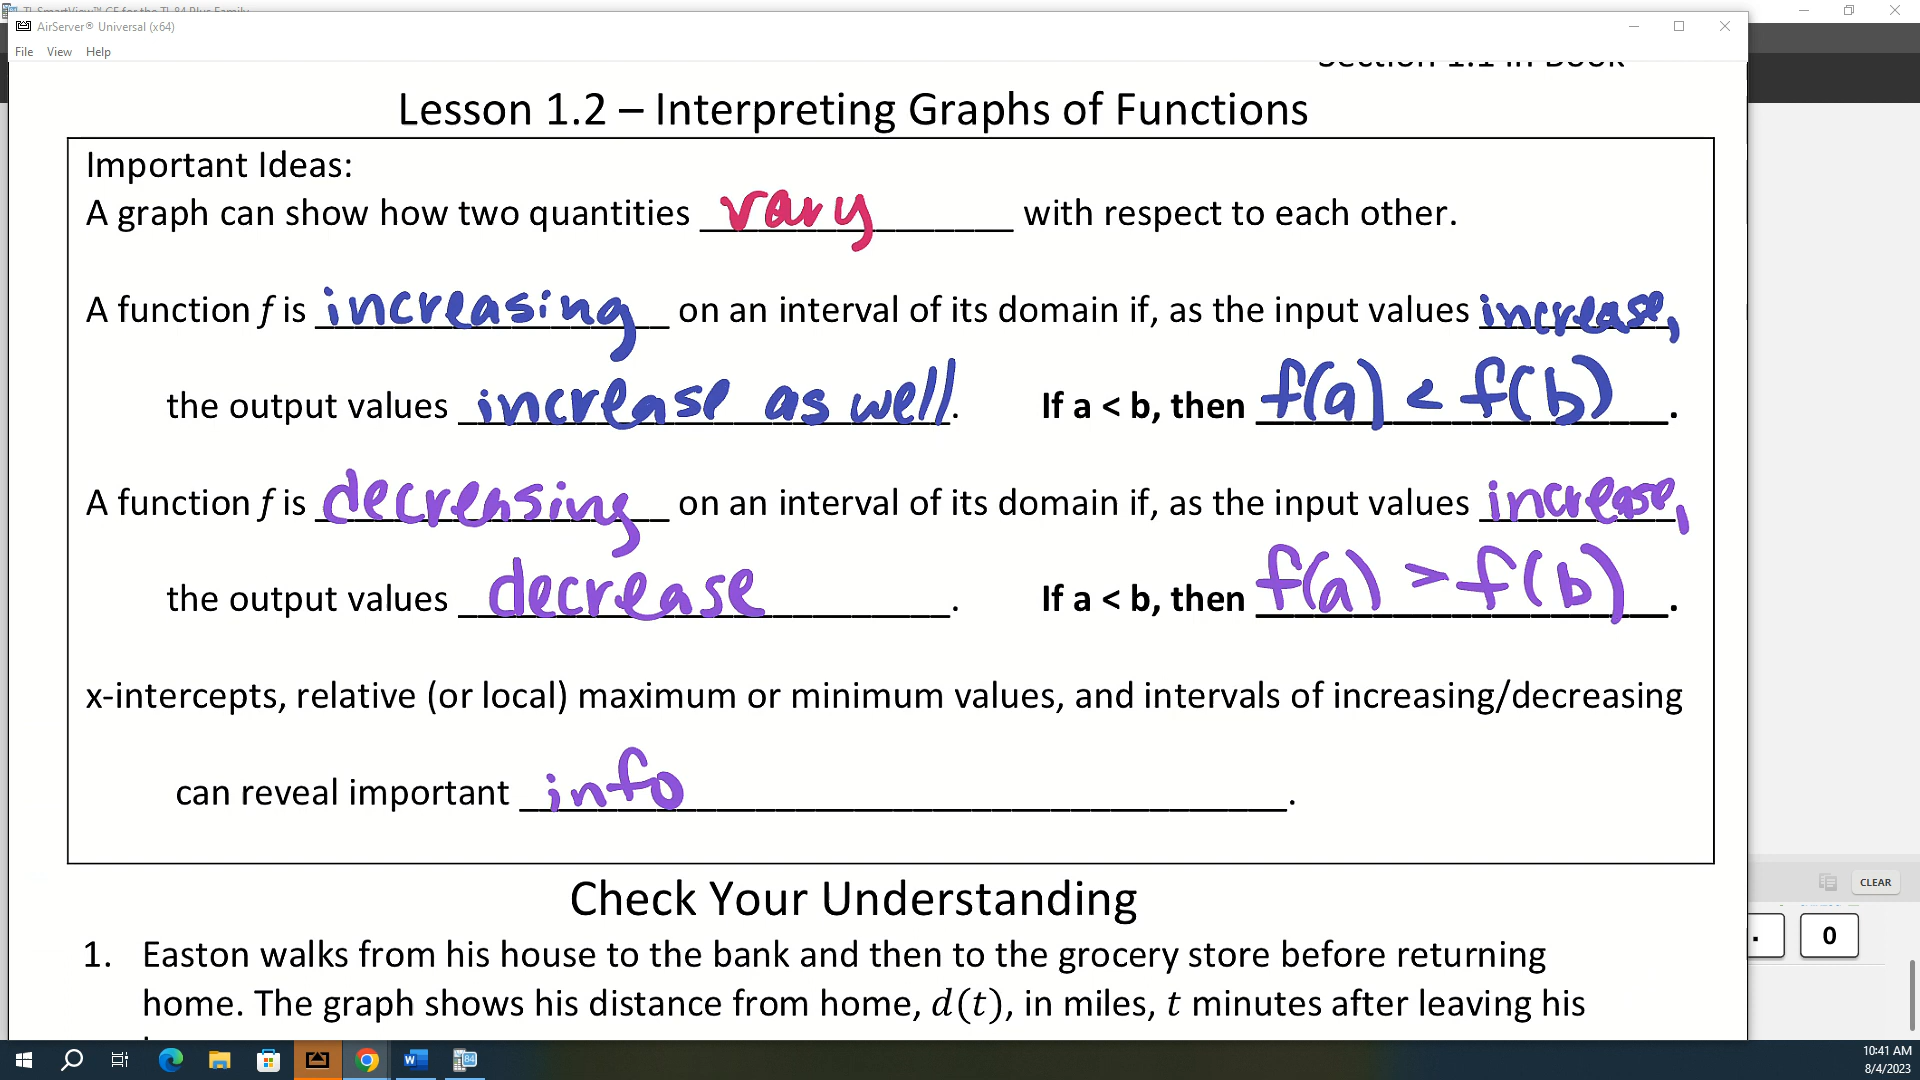 AirServer® Universal (x64)
File View Help
Section 1.1 in Book
Lesson 1.2 – Interpreting Graphs of Functions
Important Ideas:
A graph can show how two quantities vary with respect to each other.
A function f is increasing on an interval of its domain if, as the input values increase,
the output values increase as well. If a < b, then f(a) < f(b).
A function f is decreasing on an interval of its domain if, as the input values increase,
the output values decrease. If a < b, then f(a) > f(b).
x-intercepts, relative (or local) maximum or minimum values, and intervals of increasing/decreasing
can reveal important info.
CLEAR
Check Your Understanding
. 0
1. Easton walks from his house to the bank and then to the grocery store before returning
home. The graph shows his distance from home, d(t), in miles, t minutes after leaving his
84
10:41 AM
8/4/2023